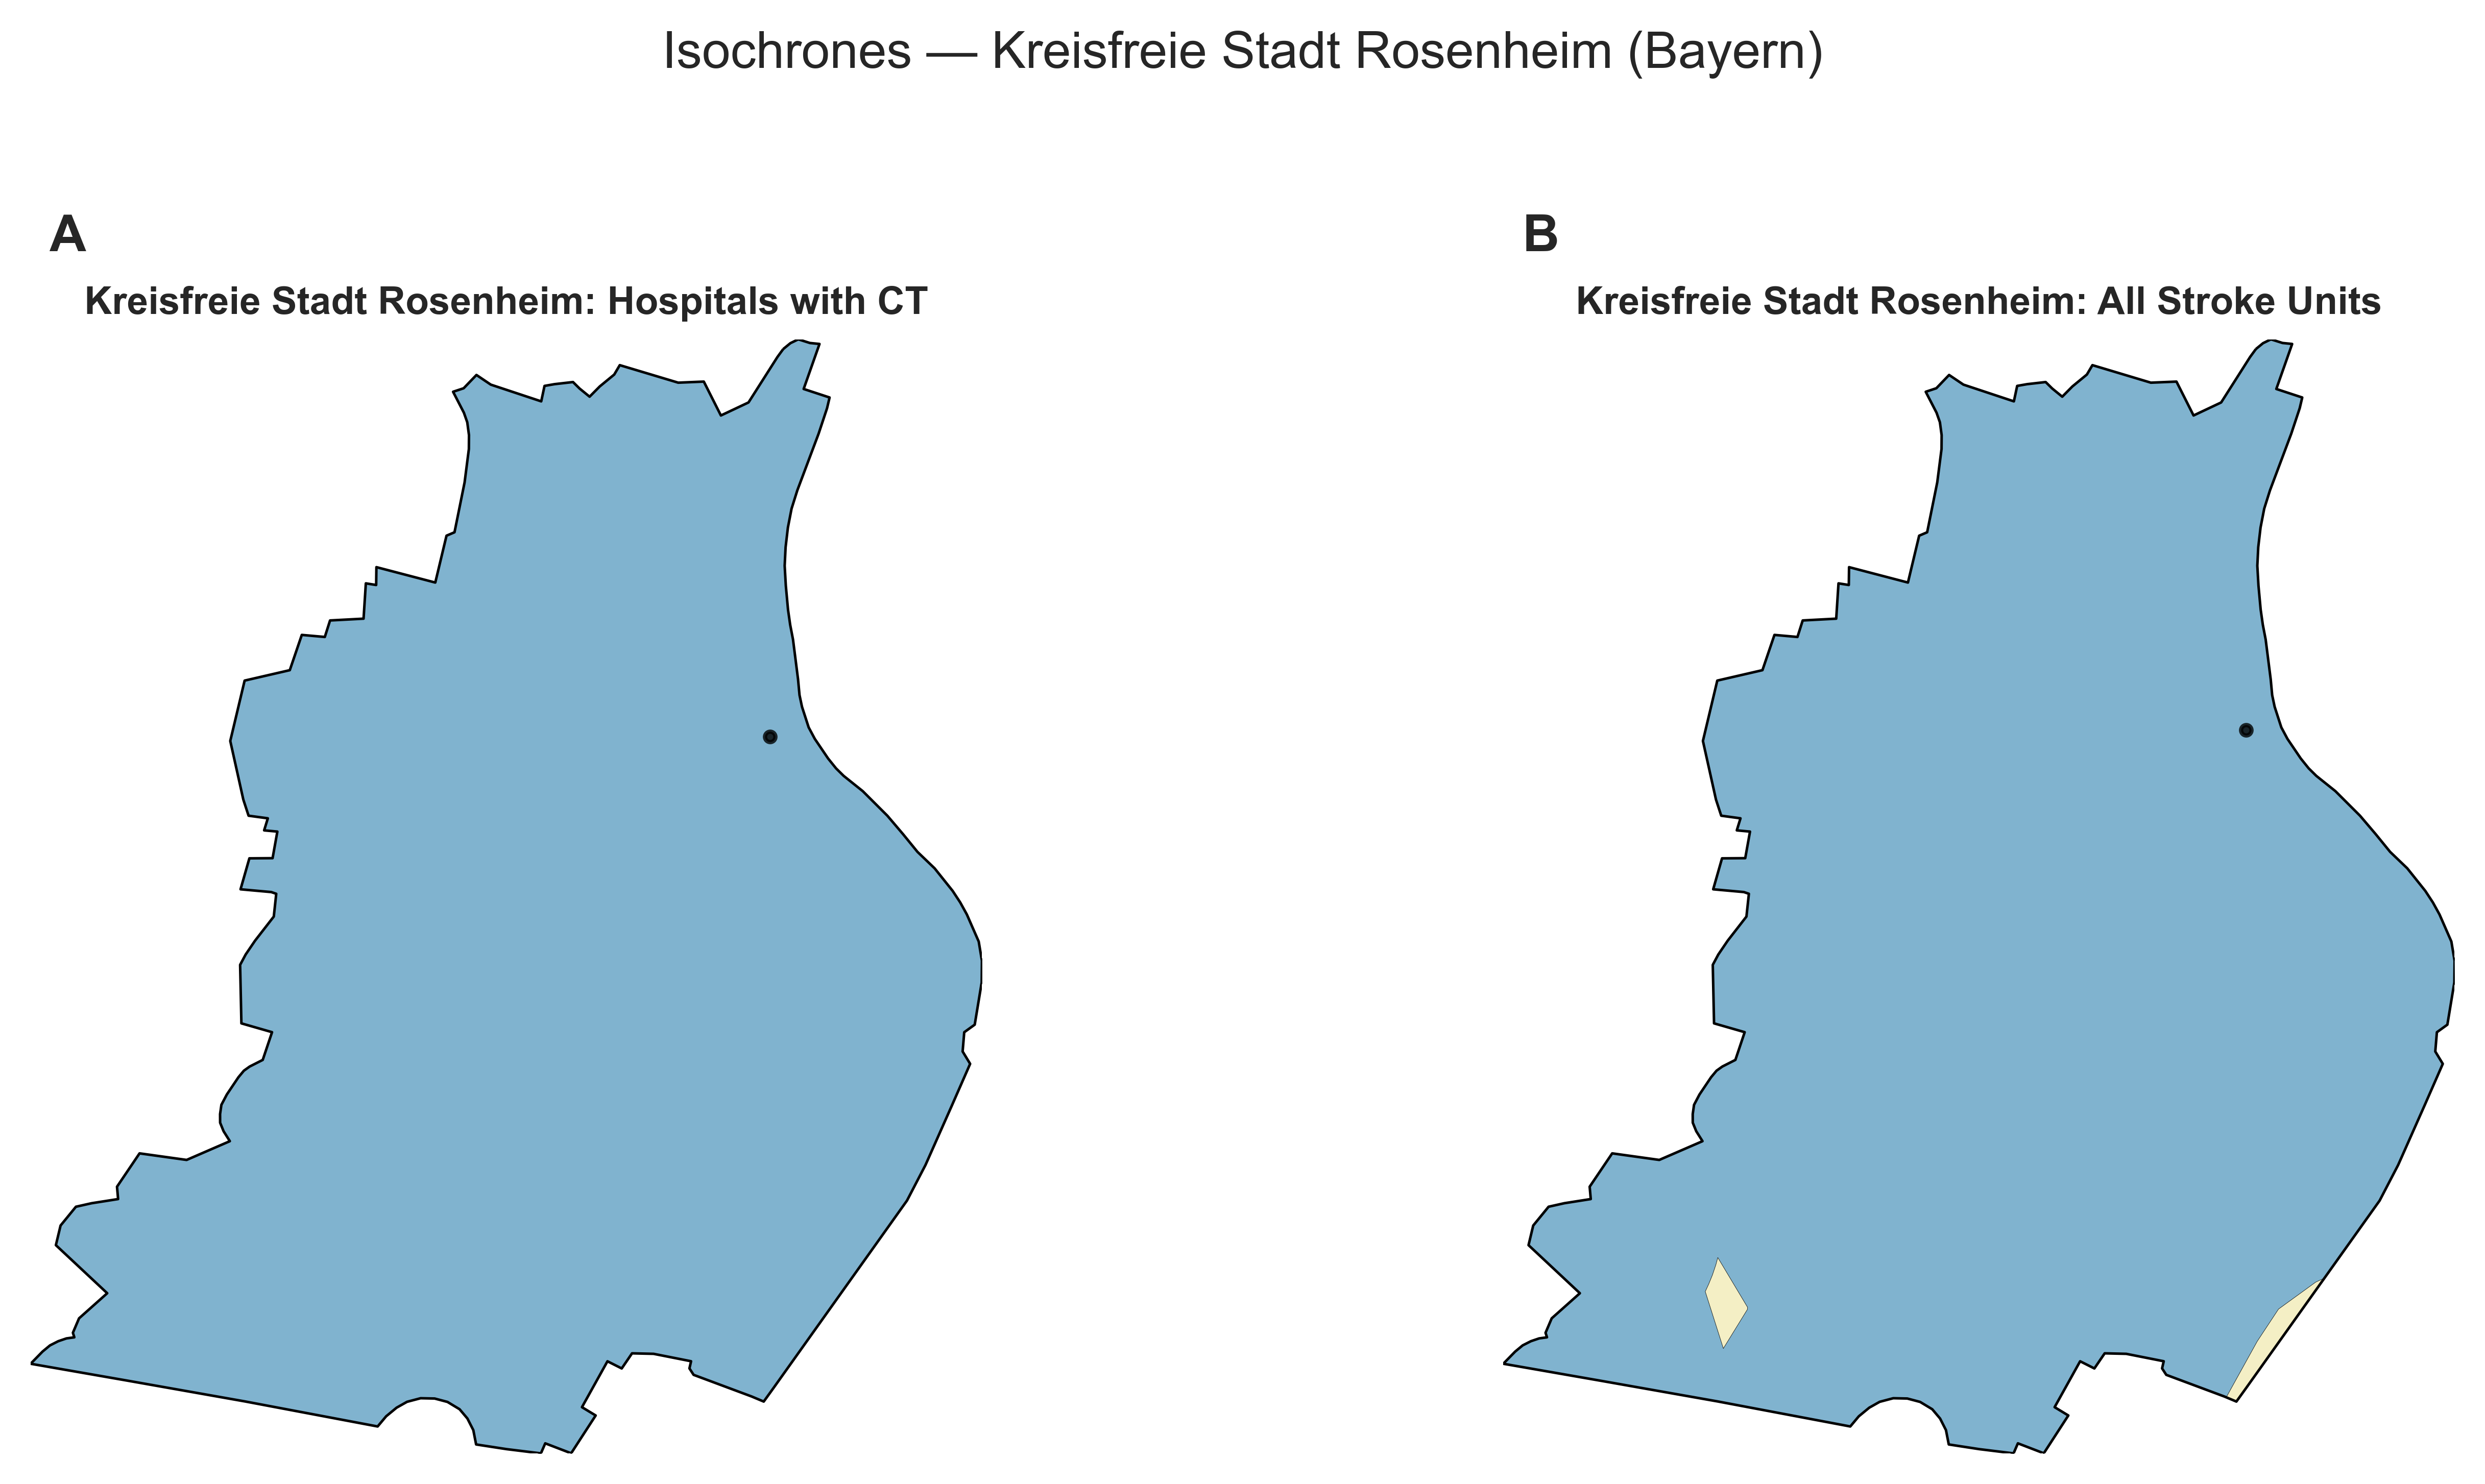 Isochrones — Kreisfreie Stadt Rosenheim (Bayern)
A
Kreisfreie Stadt Rosenheim: Hospitals with CT
B
Kreisfreie Stadt Rosenheim: All Stroke Units